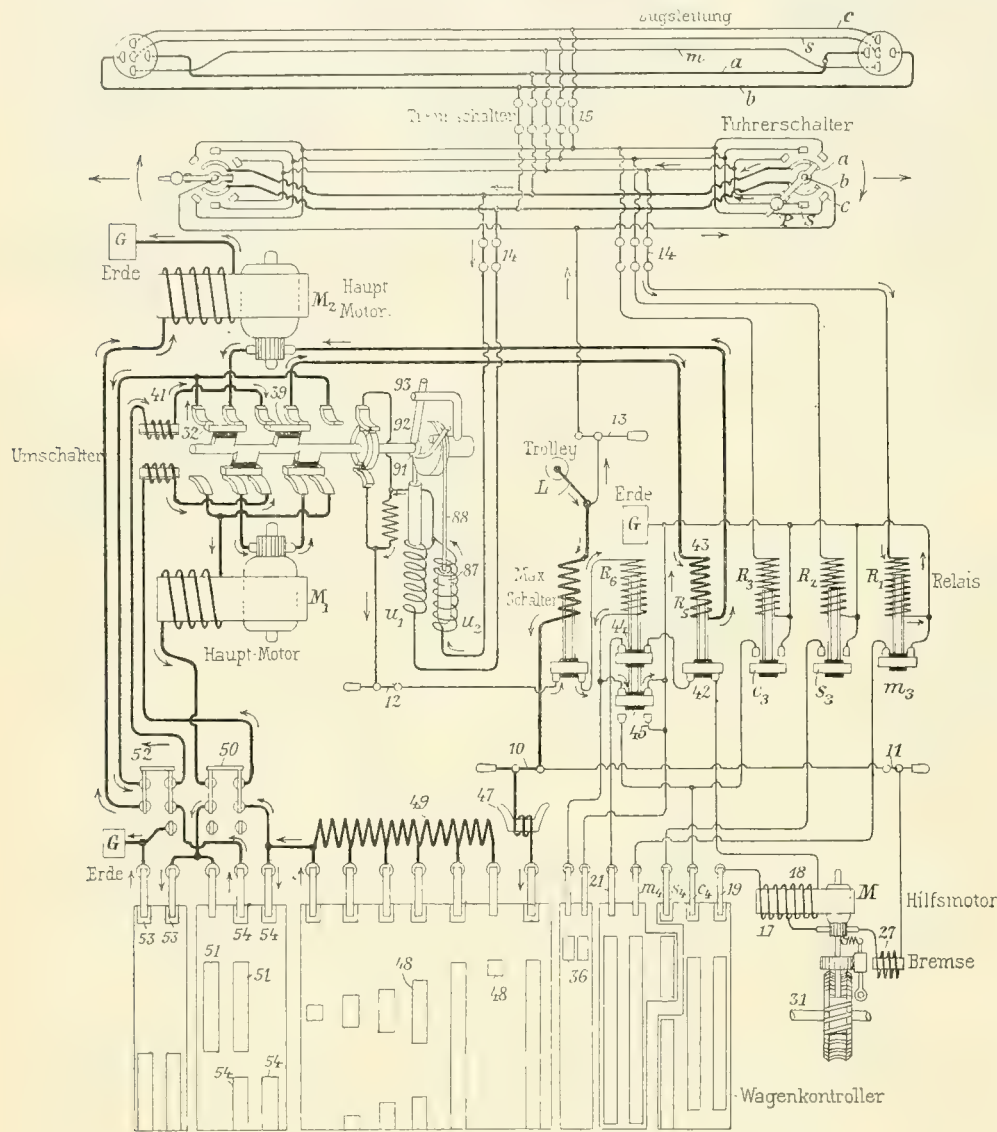 Zugsleitung
c
s
m
a
b
15
Führerschalter
a
b
c
P
S
14
14
G
Erde
M2
Haupt Motor.
41
39
32
93
92
91
88
87
u1
u2
Umschalter
M1
Haupt-Motor
13
Trolley
L
Erde
G
Max Schalter
R6
43
R5
R3
R2
R1
Relais
44
42
45
c3
s3
m3
12
10
11
52
50
49
47
G
Erde
21
m4
s4
c4
19
18
17
M
Hilfsmotor
27
Bremse
53
53
54
54
51
51
48
48
36
31
54
54
Wagenkontroller